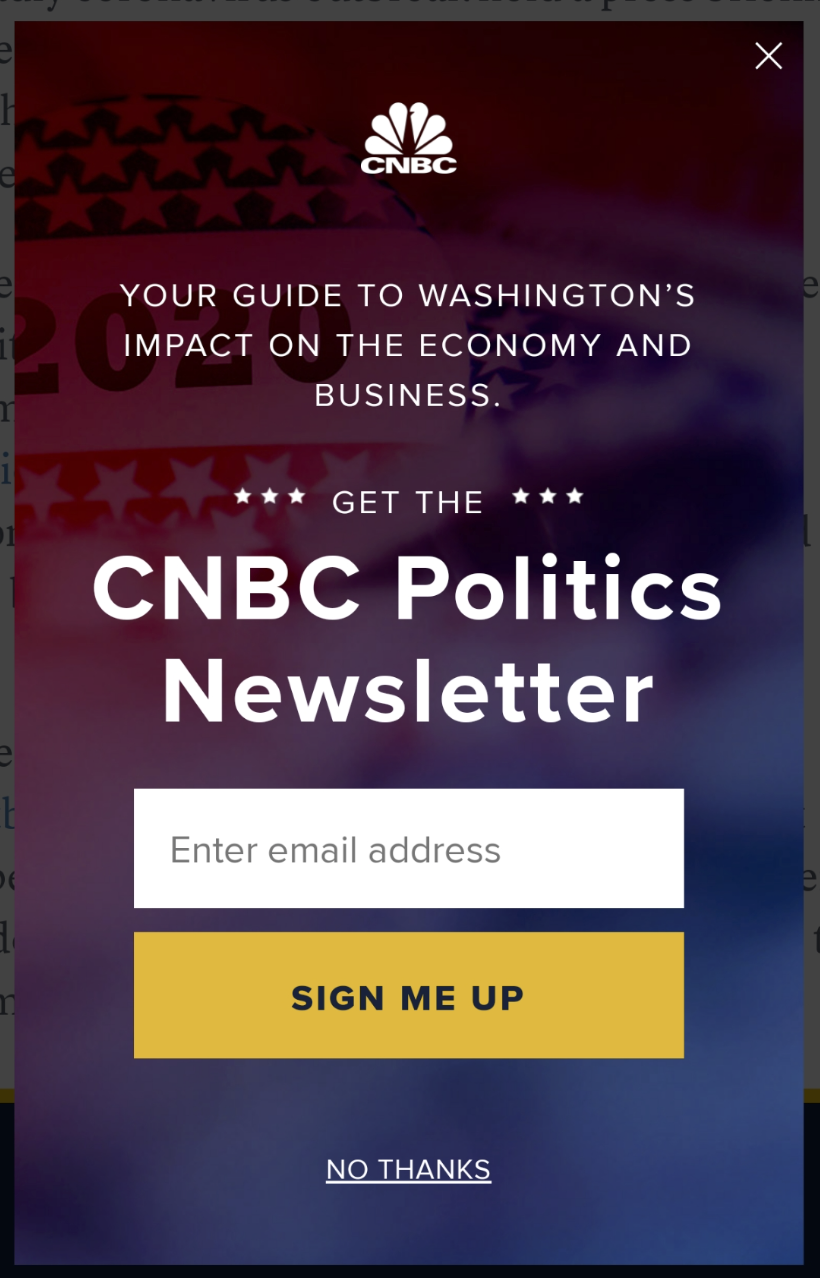 CNBC
YOUR GUIDE TO WASHINGTON'S
IMPACT ON THE ECONOMY AND
BUSINESS.
2020
GET THE
CNBC Politics
Newsletter
Enter email address
SIGN ME UP
NO THANKS